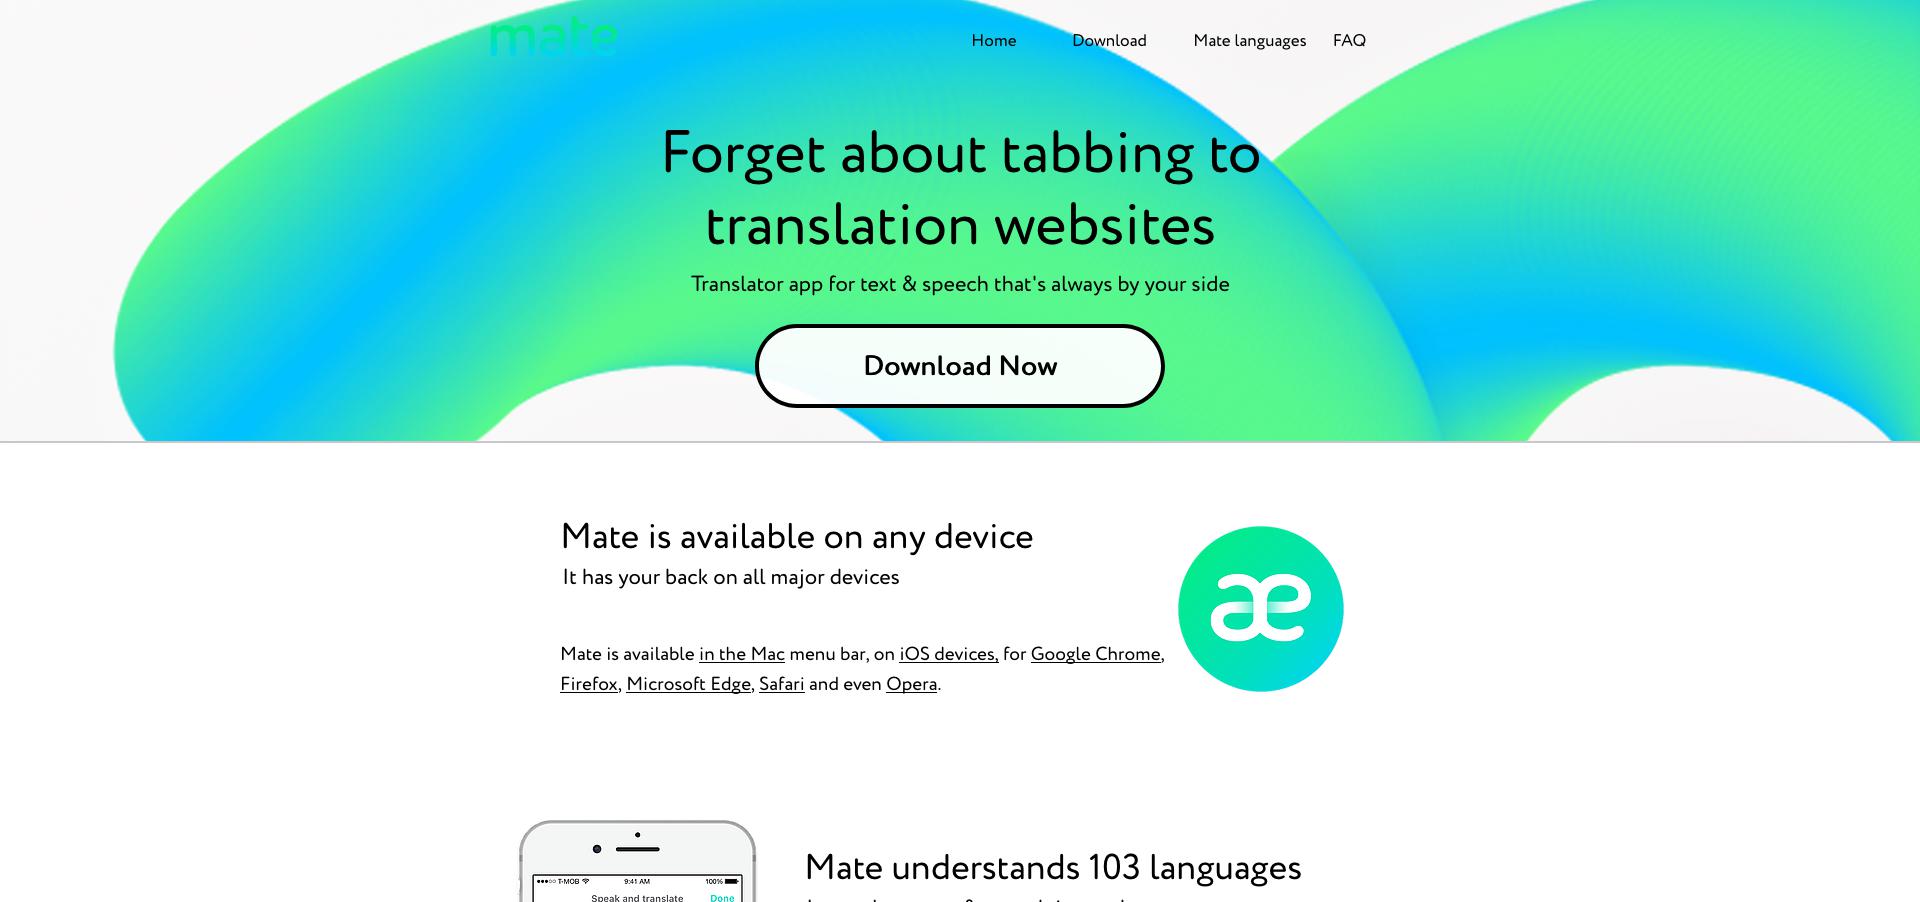 mate
Home Download Mate languages FAQ
Forget about tabbing to
translation websites
Translator app for text & speech that's always by your side
Download Now
Mate is available on any device
It has your back on all major devices
æ
Mate is available in the Mac menu bar, on iOS devices, for Google Chrome,
Firefox, Microsoft Edge, Safari and even Opera.
T-MOB 9:41 AM 100%
Speak and translate Done
Mate understands 103 languages